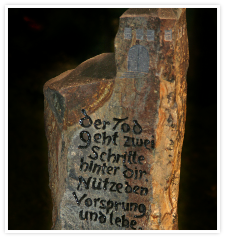 Der Tod
geht zwei
Schritte
hinter dir
Nütze den
Vorsprung
und lebe